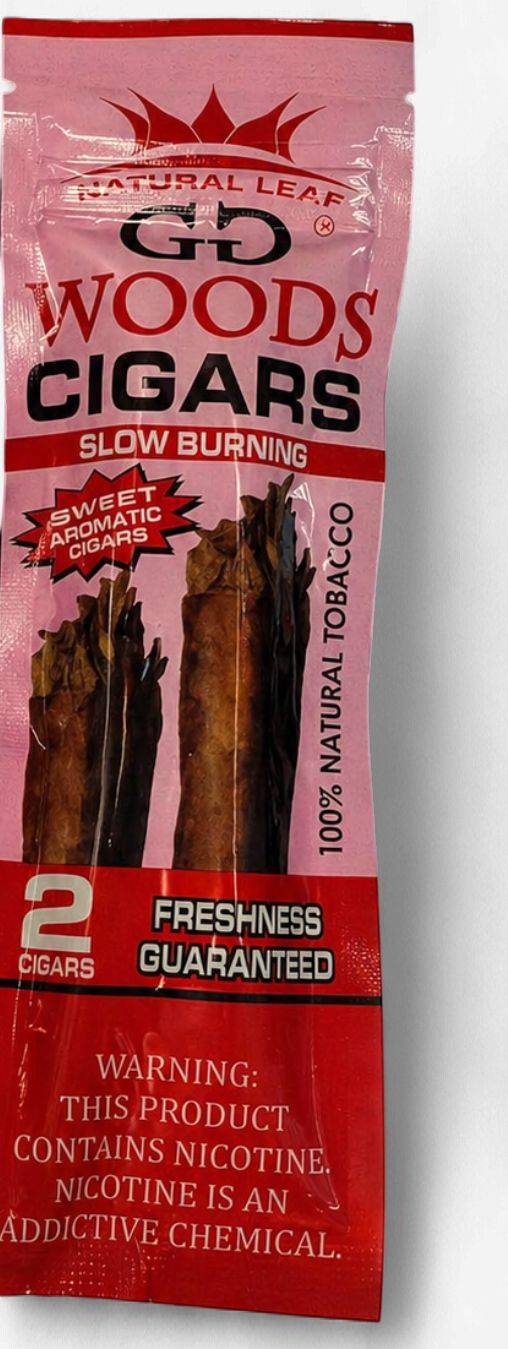 NATURAL LEAF
GG
WOODS
CIGARS
SLOW BURNING
SWEET
AROMATIC
CIGARS
100% NATURAL TOBACCO
2
CIGARS
FRESHNESS
GUARANTEED
WARNING:
THIS PRODUCT
CONTAINS NICOTINE.
NICOTINE IS AN
ADDICTIVE CHEMICAL.